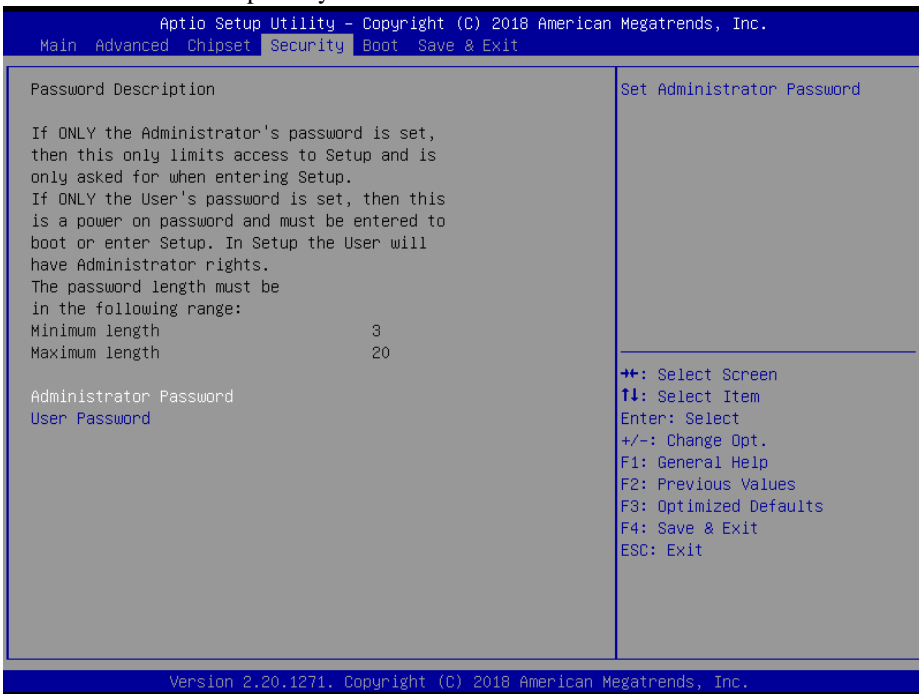 Aptio Setup Utility – Copyright (C) 2018 American Megatrends, Inc.
Main Advanced Chipset Security Boot Save & Exit
Password Description
If ONLY the Administrator's password is set,
then this only limits access to Setup and is
only asked for when entering Setup.
If ONLY the User's password is set, then this
is a power on password and must be entered to
boot or enter Setup. In Setup the User will
have Administrator rights.
The password length must be
in the following range:
Minimum length 3
Maximum length 20
Administrator Password
User Password
Set Administrator Password
→←: Select Screen
↑↓: Select Item
Enter: Select
+/-: Change Opt.
F1: General Help
F2: Previous Values
F3: Optimized Defaults
F4: Save & Exit
ESC: Exit
Version 2.20.1271. Copyright (C) 2018 American Megatrends, Inc.